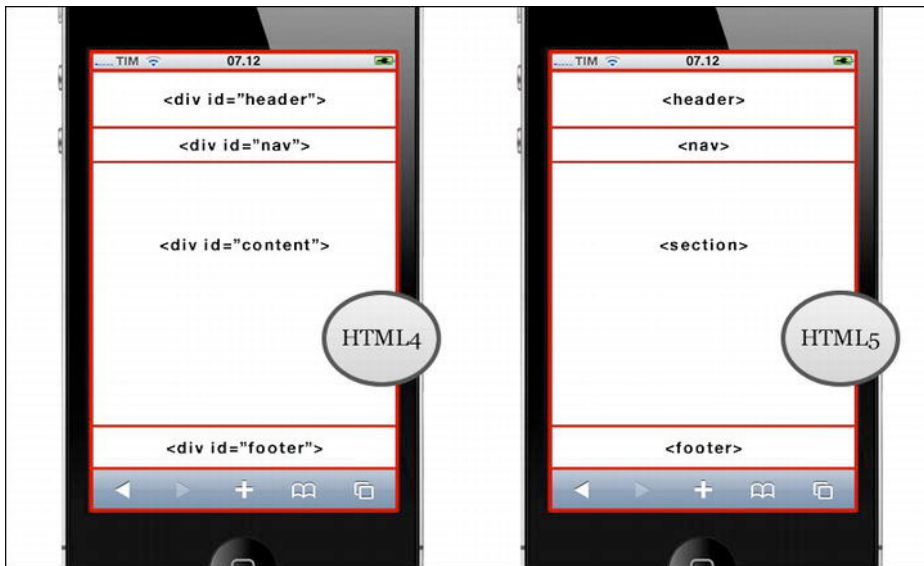 TIM 07.12
<div id="header">
<div id="nav">
<div id="content">
HTML4
<div id="footer">
TIM 07.12
<header>
<nav>
<section>
HTML5
<footer>